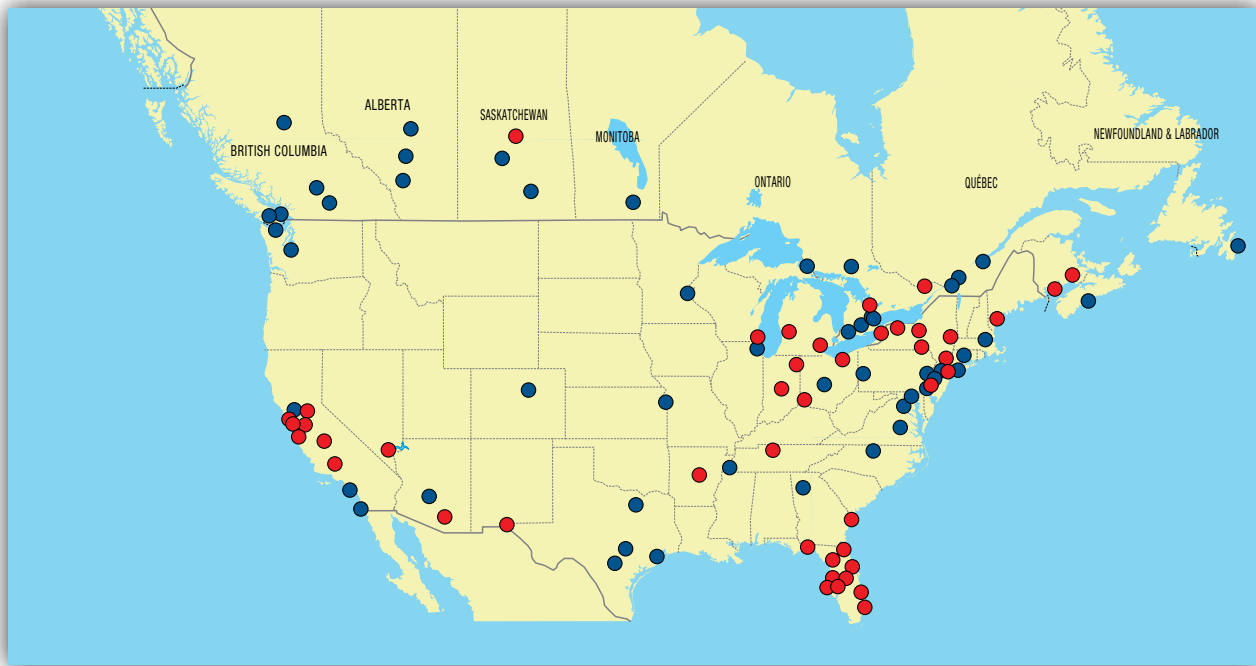 ALBERTA
SASKATCHEWAN
MONITOBA
NEWFOUNDLAND & LABRADOR
BRITISH COLUMBIA
ONTARIO
QUÉBEC